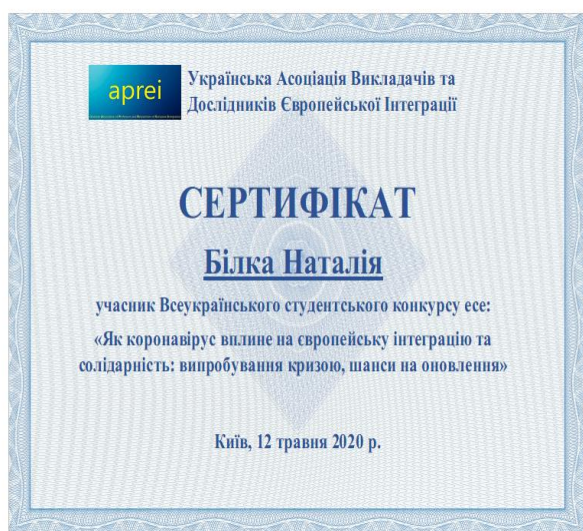 aprei
Українська Асоціація Викладачів та
Дослідників Європейської Інтеграції
СЕРТИФІКАТ
Білка Наталія
учасник Всеукраїнського студентського конкурсу есе:
«Як коронавірус вплине на європейську інтеграцію та
солідарність: випробування кризою, шанси на оновлення»
Київ, 12 травня 2020 р.